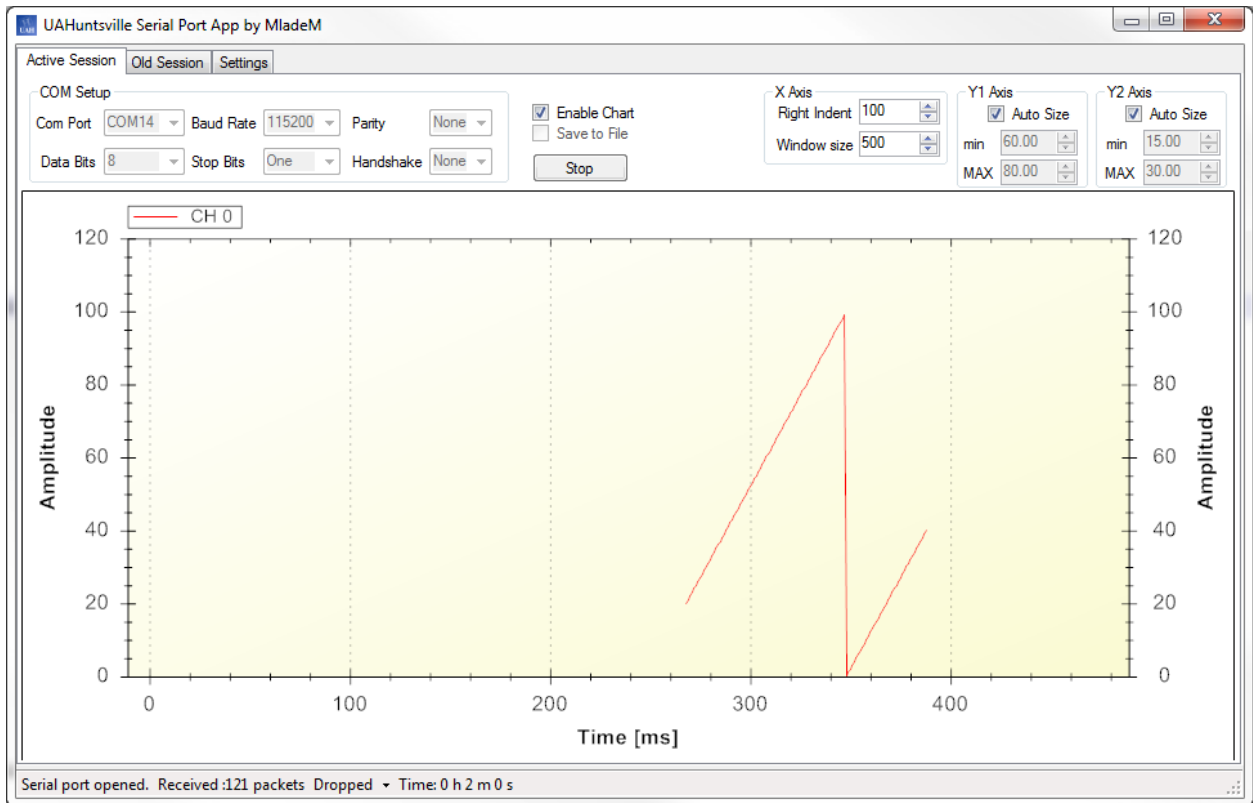 UAH
UAHuntsville Serial Port App by MladeM
Active Session Old Session Settings
COM Setup
Com Port COM14 Baud Rate 115200 Parity None
Data Bits 8 Stop Bits One Handshake None
Enable Chart
Save to File
Stop
X Axis
Right Indent 100
Window size 500
Y1 Axis
Auto Size
min 60.00
MAX 80.00
Y2 Axis
Auto Size
min 15.00
MAX 30.00
CH 0
120 120
100 100
80 80
60 60
40 40
20 20
0 0
Amplitude
Amplitude
0 100 200 300 400
Time [ms]
Serial port opened. Received :121 packets Dropped Time: 0 h 2 m 0 s